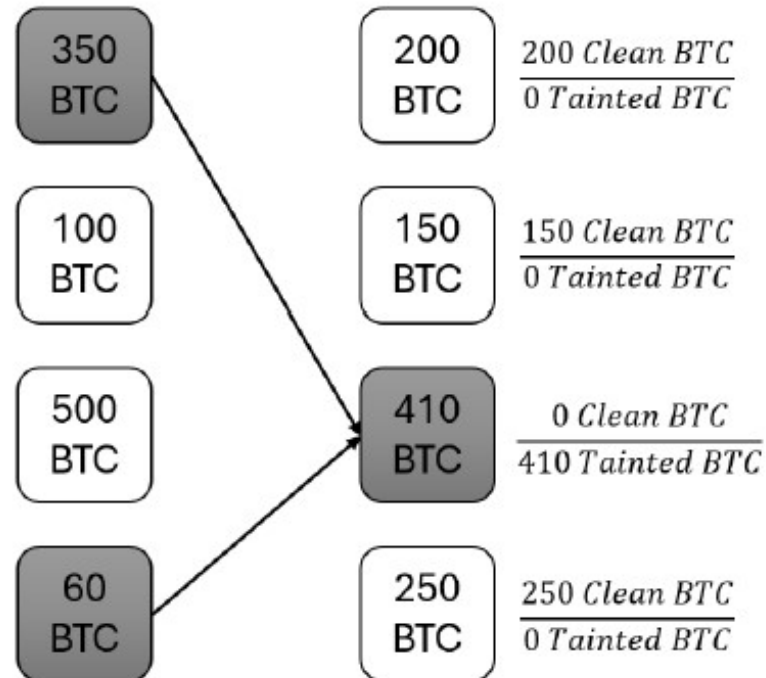 350
BTC
200
BTC
200 Clean BTC
0 Tainted BTC
100
BTC
150
BTC
150 Clean BTC
0 Tainted BTC
500
BTC
410
BTC
0 Clean BTC
410 Tainted BTC
60
BTC
250
BTC
250 Clean BTC
0 Tainted BTC